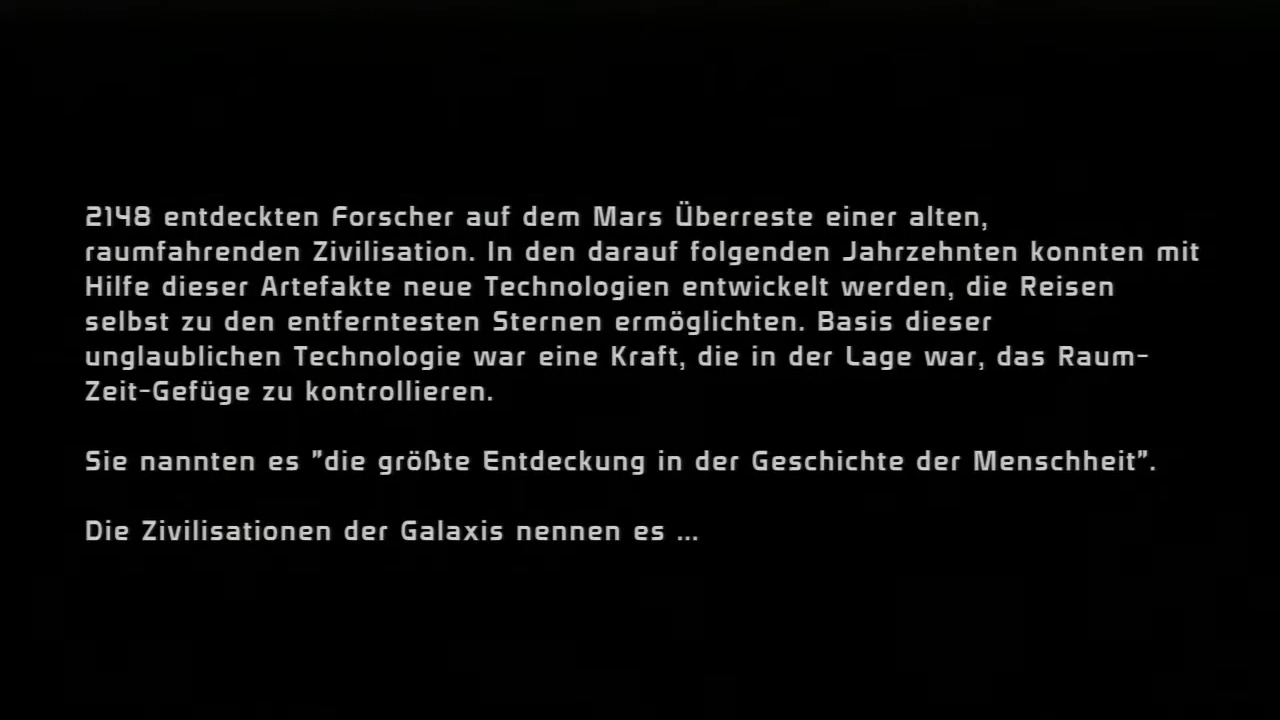 2148 entdeckten Forscher auf dem Mars Überreste einer alten,
raumfahrenden Zivilisation. In den darauf folgenden Jahrzehnten konnten mit
Hilfe dieser Artefakte neue Technologien entwickelt werden, die Reisen
selbst zu den entferntesten Sternen ermöglichten. Basis dieser
unglaublichen Technologie war eine Kraft, die in der Lage war, das Raum-
Zeit-Gefüge zu kontrollieren.
Sie nannten es "die größte Entdeckung in der Geschichte der Menschheit".
Die Zivilisationen der Galaxis nennen es ...